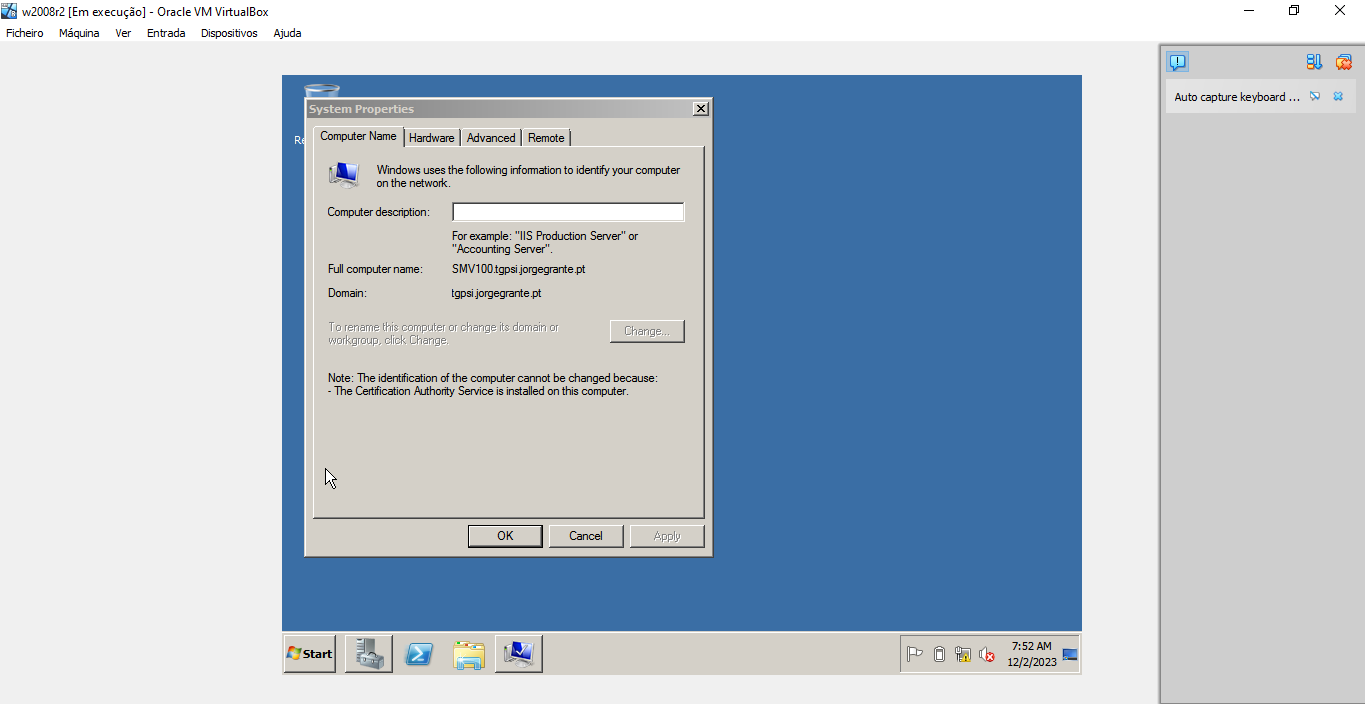 w2008r2 [Em execução] - Oracle VM VirtualBox
Ficheiro Máquina Ver Entrada Dispositivos Ajuda
Auto capture keyboard ...
Re
System Properties
Computer Name Hardware Advanced Remote
Windows uses the following information to identify your computer
on the network.
Computer description:
For example: "IIS Production Server" or
"Accounting Server".
Full computer name: SMV100.tgpsi.jorgegrante.pt
Domain: tgpsi.jorgegrante.pt
To rename this computer or change its domain or
workgroup, click Change.
Change...
Note: The identification of the computer cannot be changed because:
- The Certification Authority Service is installed on this computer.
OK Cancel Apply
Start
7:52 AM
12/2/2023